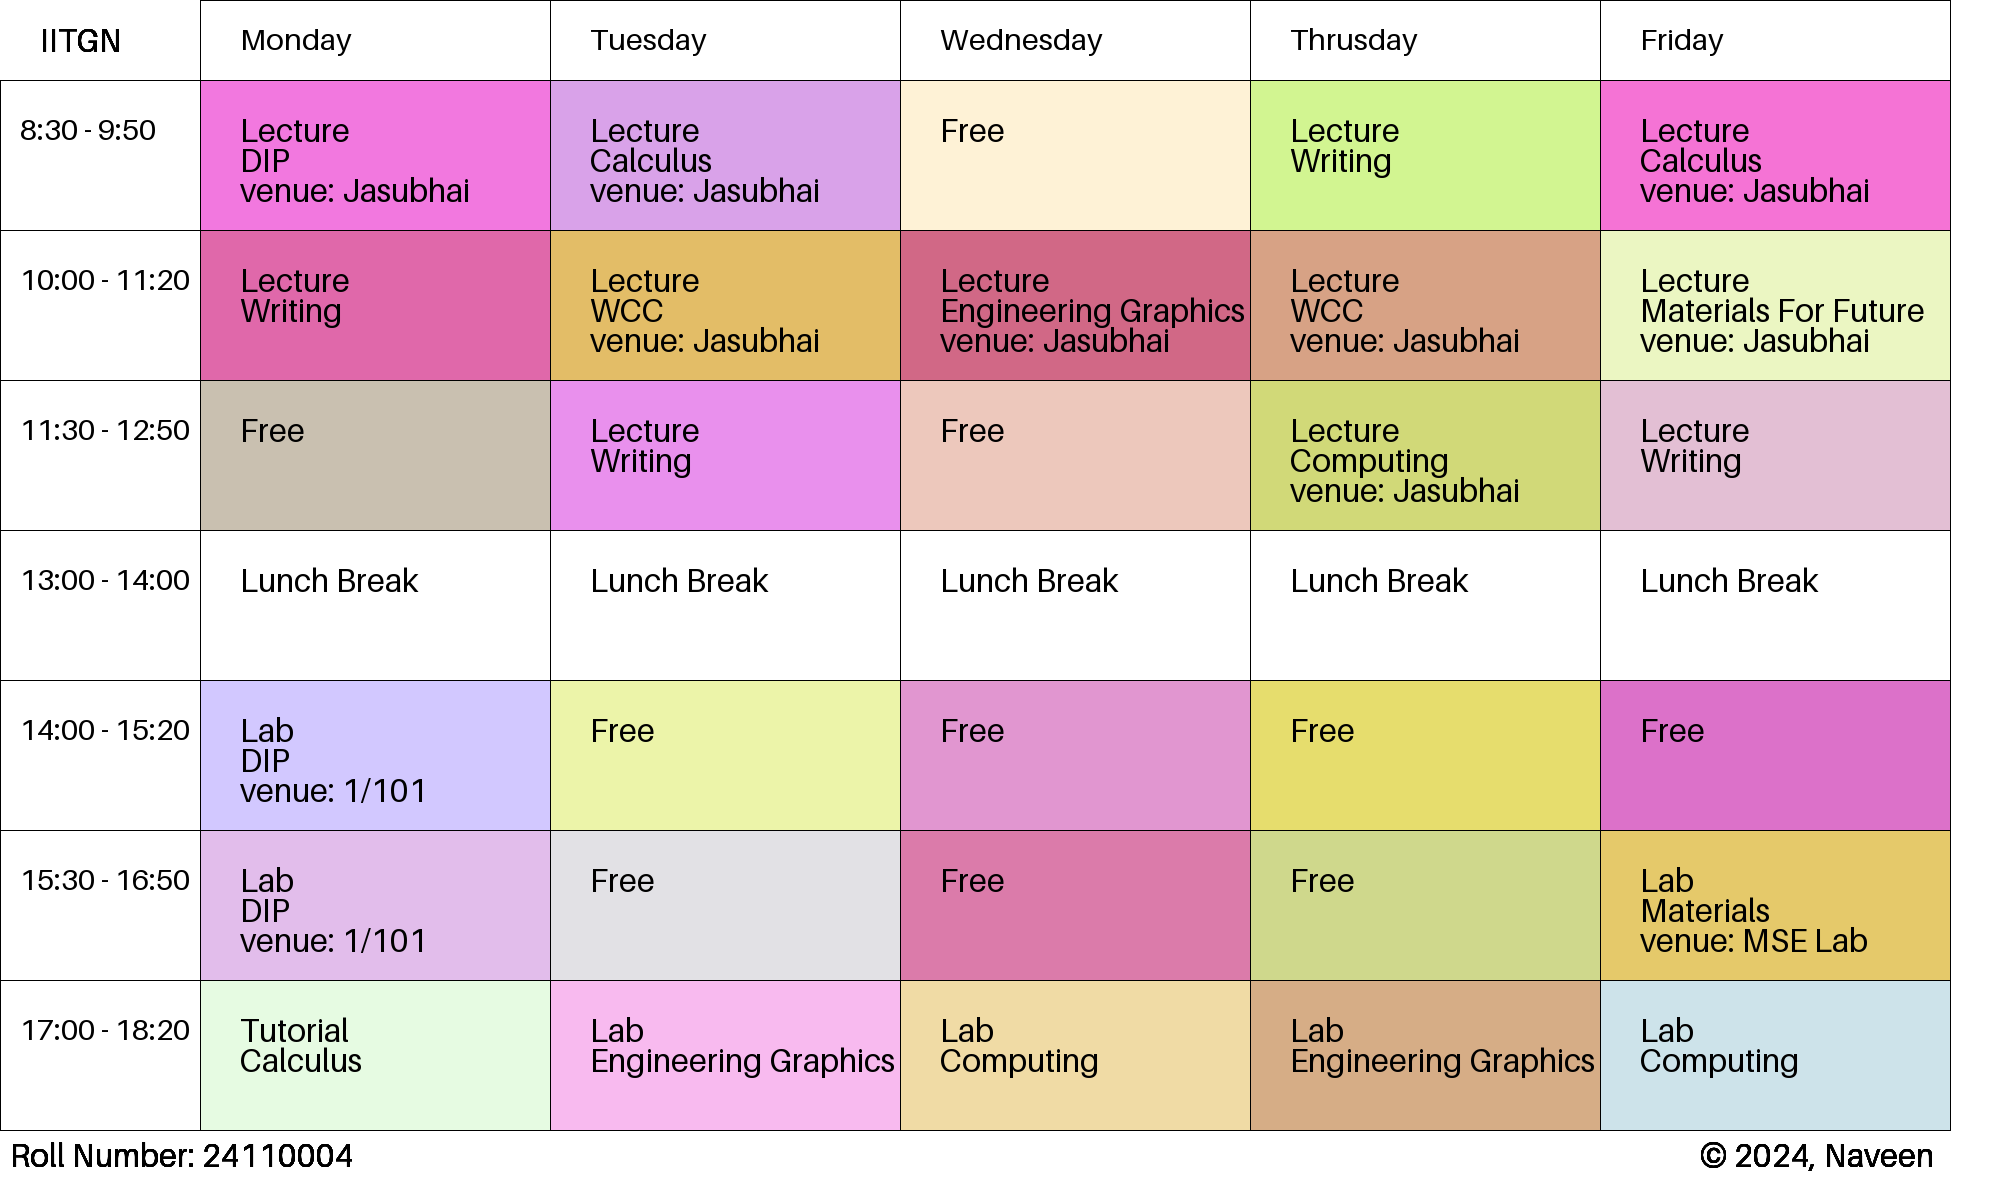 IITGN Monday Tuesday Wednesday Thrusday Friday
8:30 - 9:50
Lecture
DIP
venue: Jasubhai
Lecture
Calculus
venue: Jasubhai
Free
Lecture
Writing
Lecture
Calculus
venue: Jasubhai
10:00 - 11:20
Lecture
Writing
Lecture
WCC
venue: Jasubhai
Lecture
Engineering Graphics
venue: Jasubhai
Lecture
WCC
venue: Jasubhai
Lecture
Materials For Future
venue: Jasubhai
11:30 - 12:50
Free
Lecture
Writing
Free
Lecture
Computing
venue: Jasubhai
Lecture
Writing
13:00 - 14:00
Lunch Break
Lunch Break
Lunch Break
Lunch Break
Lunch Break
14:00 - 15:20
Lab
DIP
venue: 1/101
Free
Free
Free
Free
15:30 - 16:50
Lab
DIP
venue: 1/101
Free
Free
Free
Lab
Materials
venue: MSE Lab
17:00 - 18:20
Tutorial
Calculus
Lab
Engineering Graphics
Lab
Computing
Lab
Engineering Graphics
Lab
Computing
Roll Number: 24110004
© 2024, Naveen